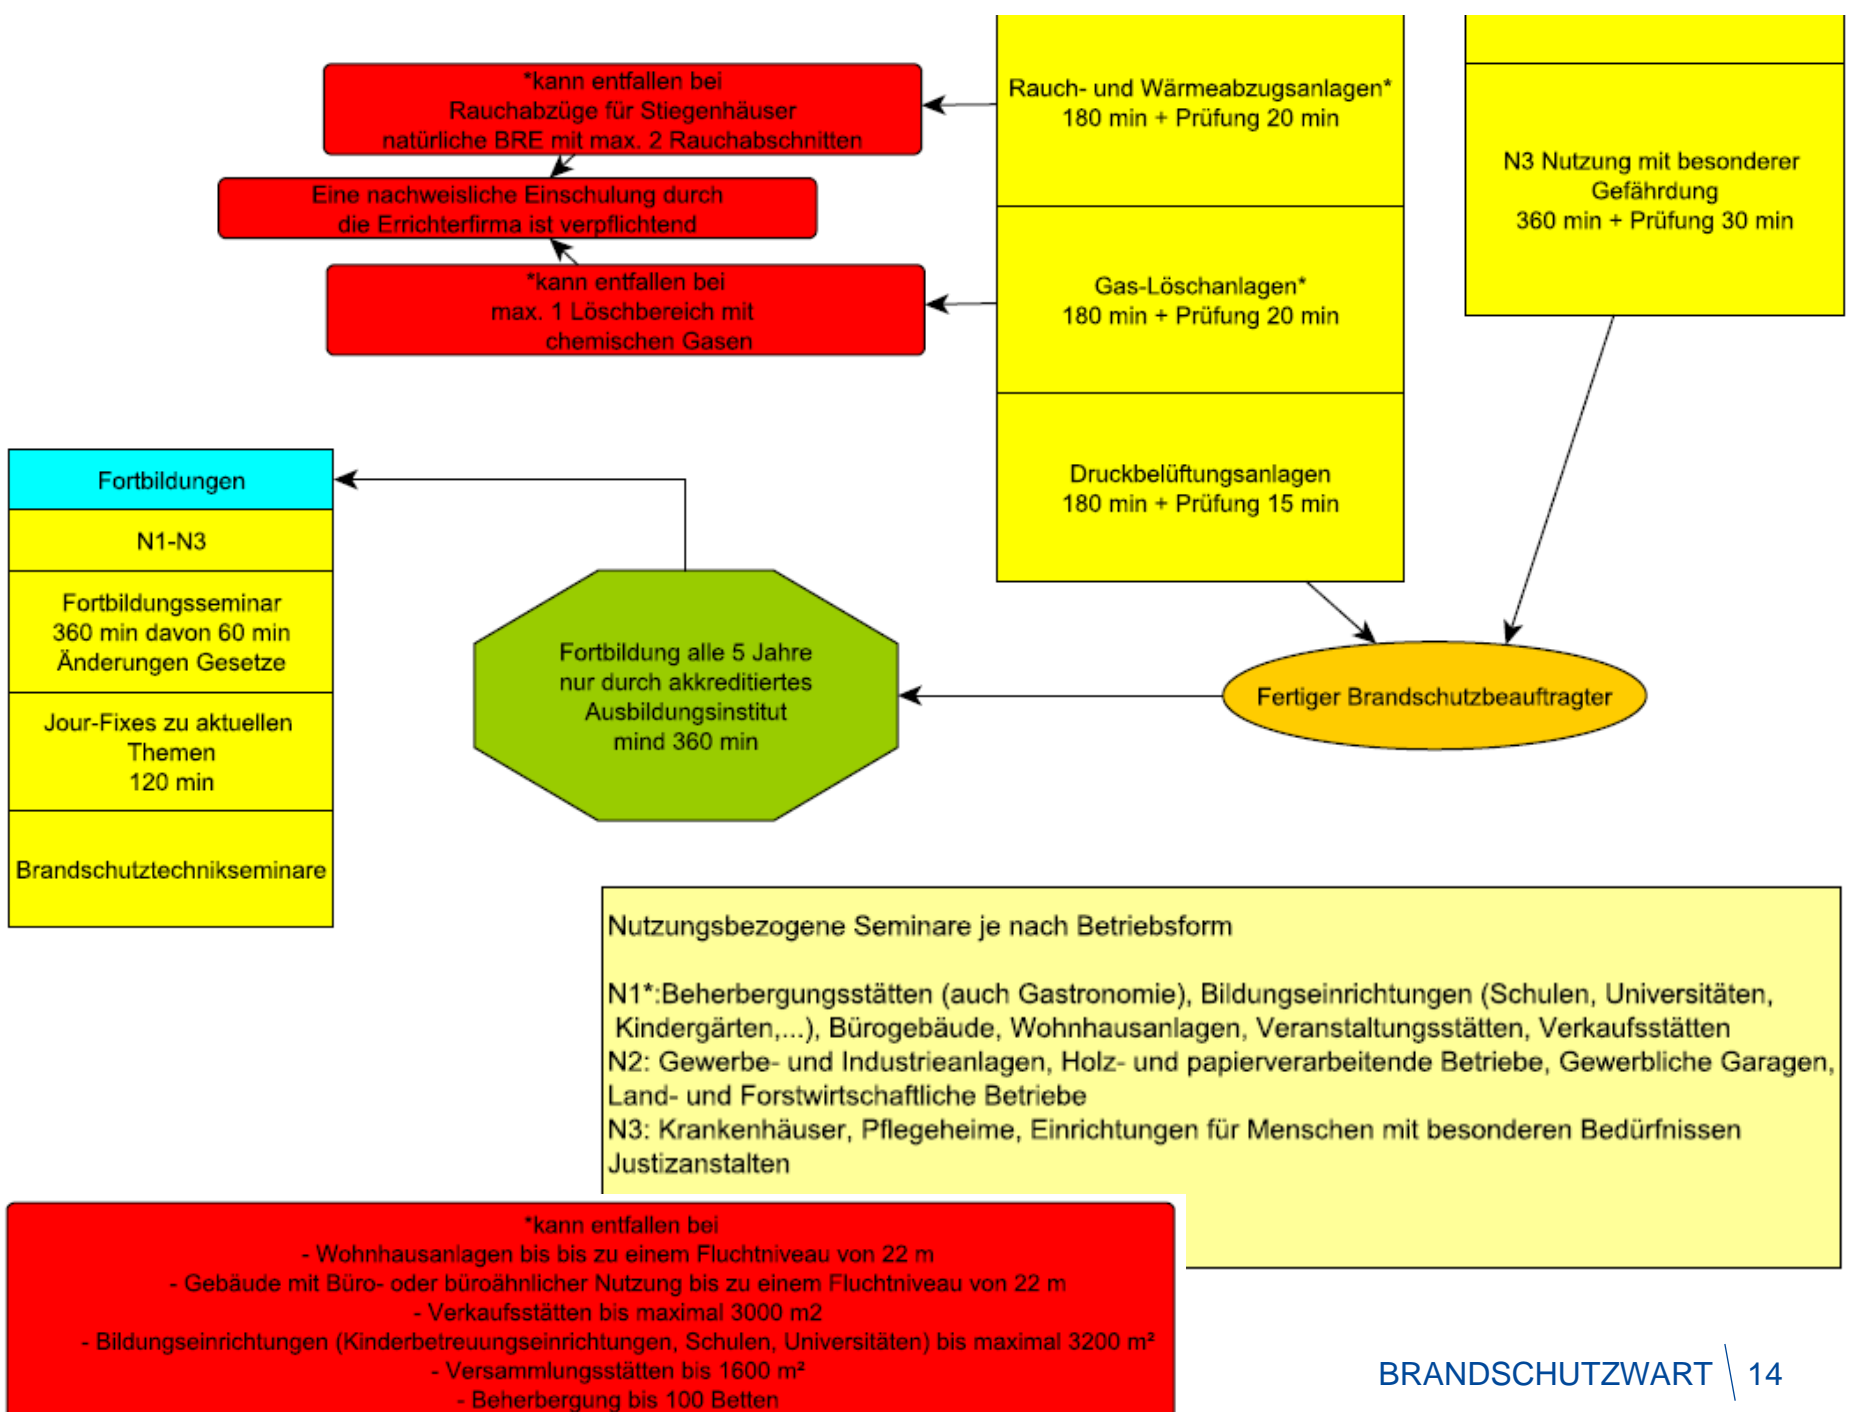 *kann entfallen bei
Rauchabzüge für Stiegenhäuser
natürliche BRE mit max. 2 Rauchabschnitten
Eine nachweisliche Einschulung durch
die Errichterfirma ist verpflichtend
*kann entfallen bei
max. 1 Löschbereich mit
chemischen Gasen
Rauch- und Wärmeabzugsanlagen*
180 min + Prüfung 20 min
Gas-Löschanlagen*
180 min + Prüfung 20 min
Druckbelüftungsanlagen
180 min + Prüfung 15 min
N3 Nutzung mit besonderer
Gefährdung
360 min + Prüfung 30 min
Fortbildungen
N1-N3
Fortbildungsseminar
360 min davon 60 min
Änderungen Gesetze
Jour-Fixes zu aktuellen
Themen
120 min
Brandschutztechnikseminare
Fortbildung alle 5 Jahre
nur durch akkreditiertes
Ausbildungsinstitut
mind 360 min
Fertiger Brandschutzbeauftragter
Nutzungsbezogene Seminare je nach Betriebsform
N1*:Beherbergungsstätten (auch Gastronomie), Bildungseinrichtungen (Schulen, Universitäten,
Kindergärten,...), Bürogebäude, Wohnhausanlagen, Veranstaltungsstätten, Verkaufsstätten
N2: Gewerbe- und Industrieanlagen, Holz- und papierverarbeitende Betriebe, Gewerbliche Garagen,
Land- und Forstwirtschaftliche Betriebe
N3: Krankenhäuser, Pflegeheime, Einrichtungen für Menschen mit besonderen Bedürfnissen
Justizanstalten
*kann entfallen bei
- Wohnhausanlagen bis bis zu einem Fluchtniveau von 22 m
- Gebäude mit Büro- oder büroähnlicher Nutzung bis zu einem Fluchtniveau von 22 m
- Verkaufsstätten bis maximal 3000 m2
- Bildungseinrichtungen (Kinderbetreuungseinrichtungen, Schulen, Universitäten) bis maximal 3200 m²
- Versammlungsstätten bis 1600 m²
- Beherbergung bis 100 Betten
BRANDSCHUTZWART 14